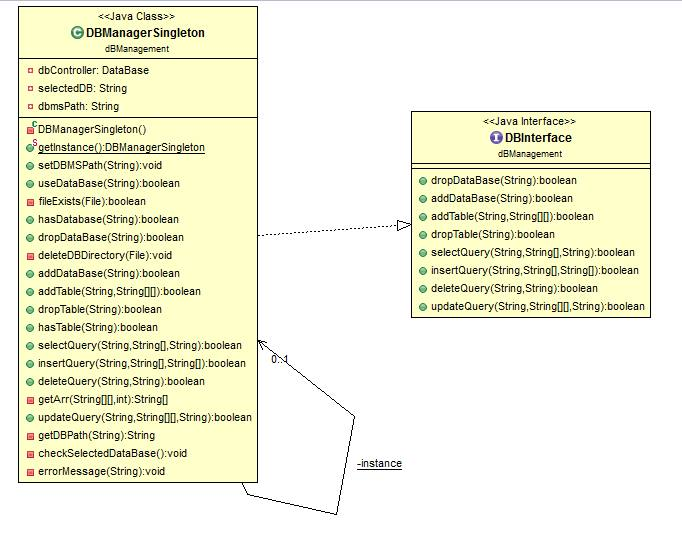 <<Java Class>>
DBManagerSingleton
dBManagement
dbController: DataBase
selectedDB: String
dbmsPath: String
DBManagerSingleton()
getInstance():DBManagerSingleton
setDBMSPath(String):void
useDataBase(String):boolean
fileExists(File):boolean
hasDatabase(String):boolean
dropDataBase(String):boolean
deleteDBDirectory(File):void
addDataBase(String):boolean
addTable(String,String[][]):boolean
dropTable(String):boolean
hasTable(String):boolean
selectQuery(String,String[],String):boolean
insertQuery(String,String[],String[]):boolean
deleteQuery(String,String):boolean
getArr(String[][],int):String[]
updateQuery(String,String[][],String):boolean
getDBPath(String):String
checkSelectedDataBase():void
errorMessage(String):void
<<Java Interface>>
DBInterface
dBManagement
dropDataBase(String):boolean
addDataBase(String):boolean
addTable(String,String[][]):boolean
dropTable(String):boolean
selectQuery(String,String[],String):boolean
insertQuery(String,String[],String[]):boolean
deleteQuery(String,String):boolean
updateQuery(String,String[][],String):boolean
0..1
-instance